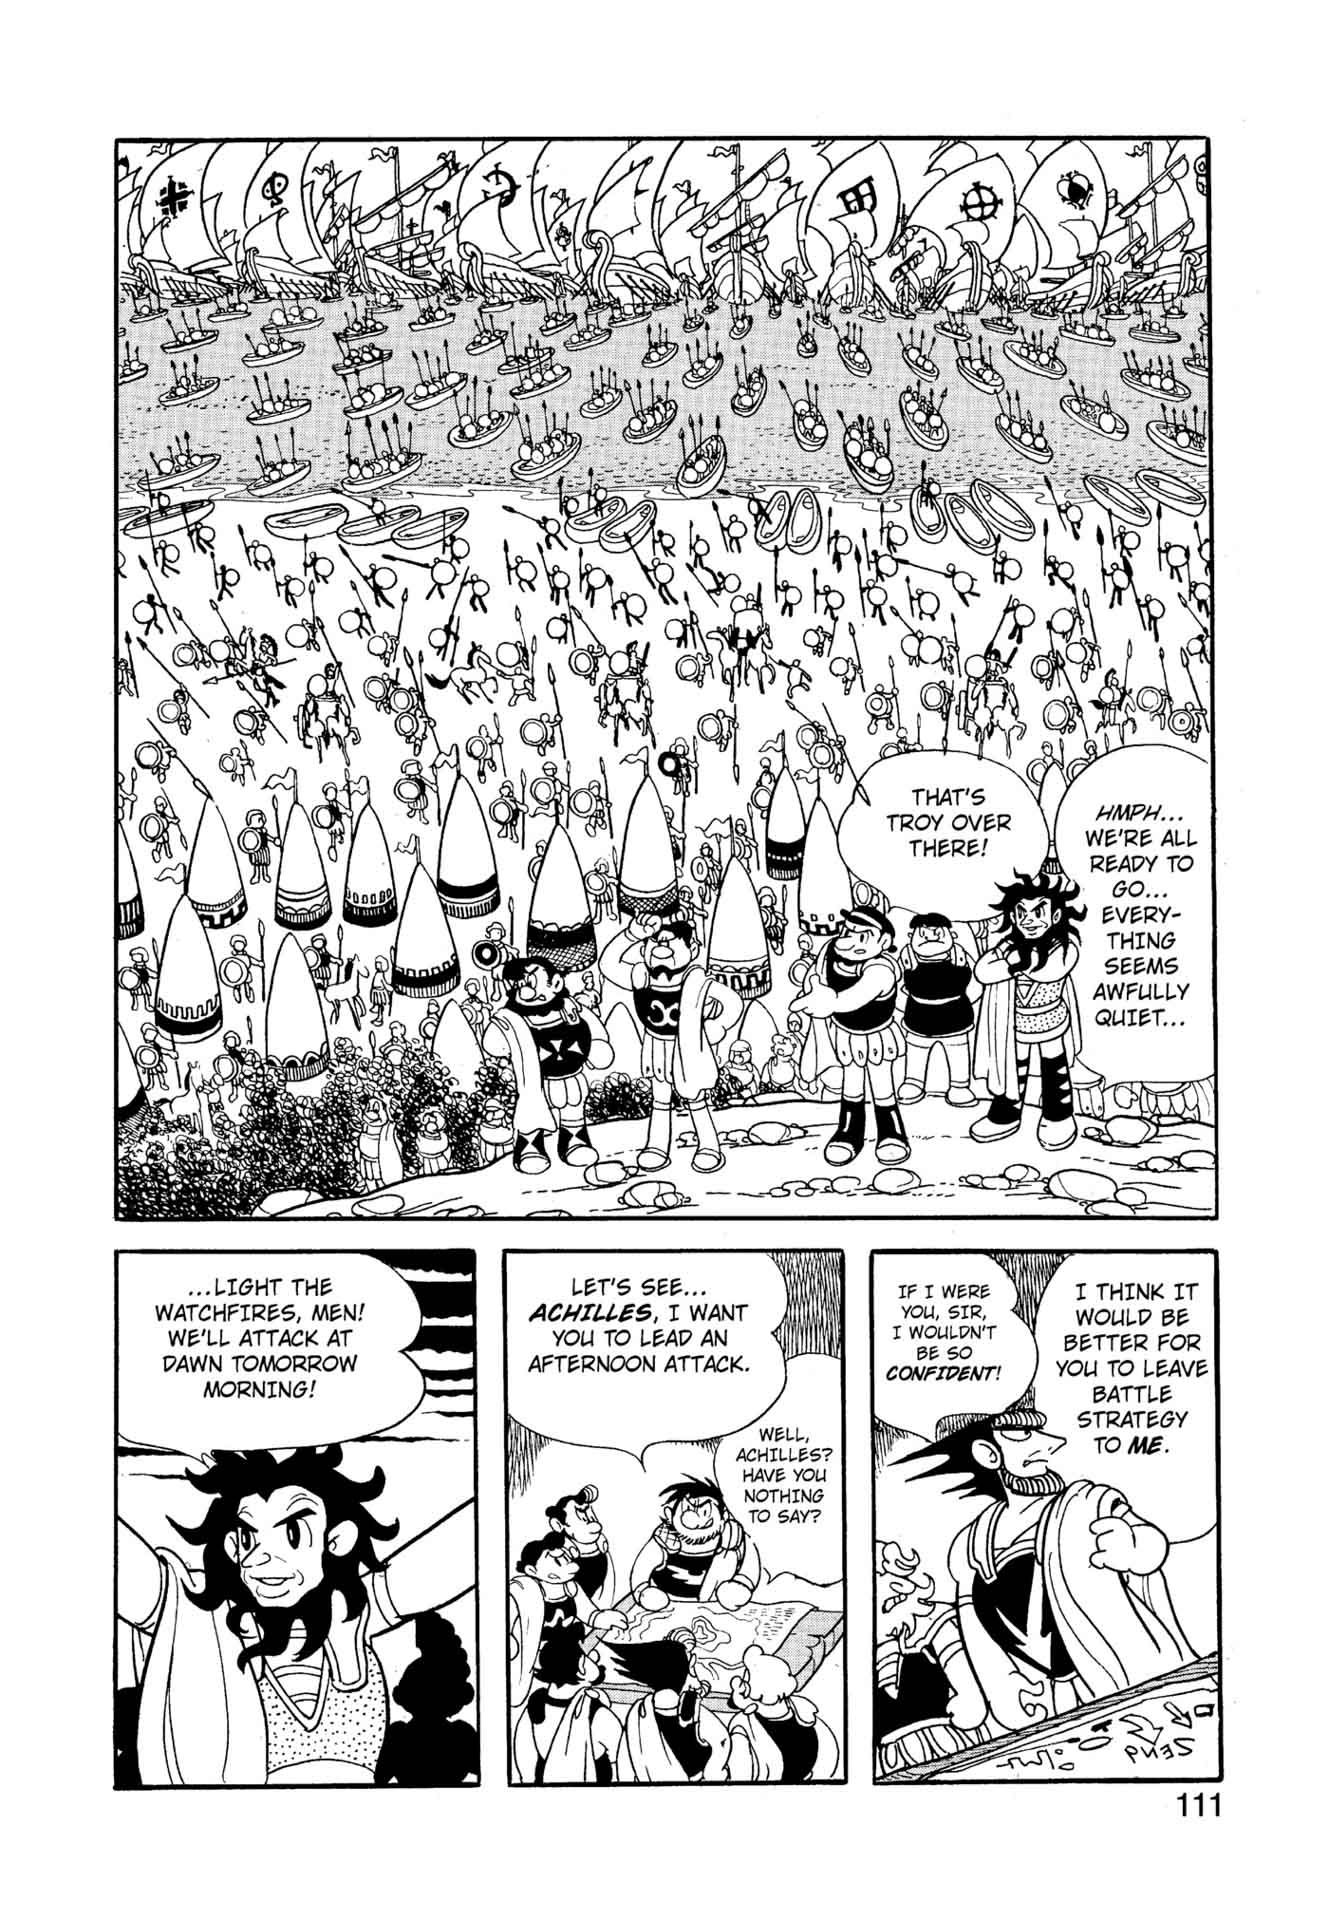 THAT'S
TROY OVER
THERE!
HMPH...
WE'RE ALL
READY TO
GO...
EVERY-
THING
SEEMS
AWFULLY
QUIET...
...LIGHT THE
WATCHFIRES, MEN!
WE'LL ATTACK AT
DAWN TOMORROW
MORNING!
LET'S SEE...
ACHILLES, I WANT
YOU TO LEAD AN
AFTERNOON ATTACK.
WELL,
ACHILLES?
HAVE YOU
NOTHING
TO SAY?
IF I WERE
YOU, SIR,
I WOULDN'T
BE SO
CONFIDENT!
I THINK IT
WOULD BE
BETTER FOR
YOU TO LEAVE
BATTLE
STRATEGY
TO ME.
111